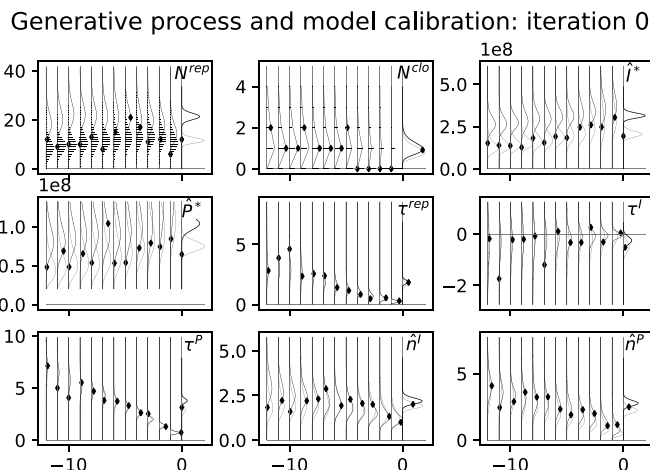 Generative process and model calibration: iteration 0
1e8
40
20
0
N^rep
4
2
0
N^clo
5.0
2.5
0.0
Î*
1e8
1.0
0.5
0.0
P̂*
5
0
τ^rep
0
−2
τ^I
10
5
0
τ^P
5.0
2.5
0.0
n̂^I
5
0
n̂^P
−10 0
−10 0
−10 0